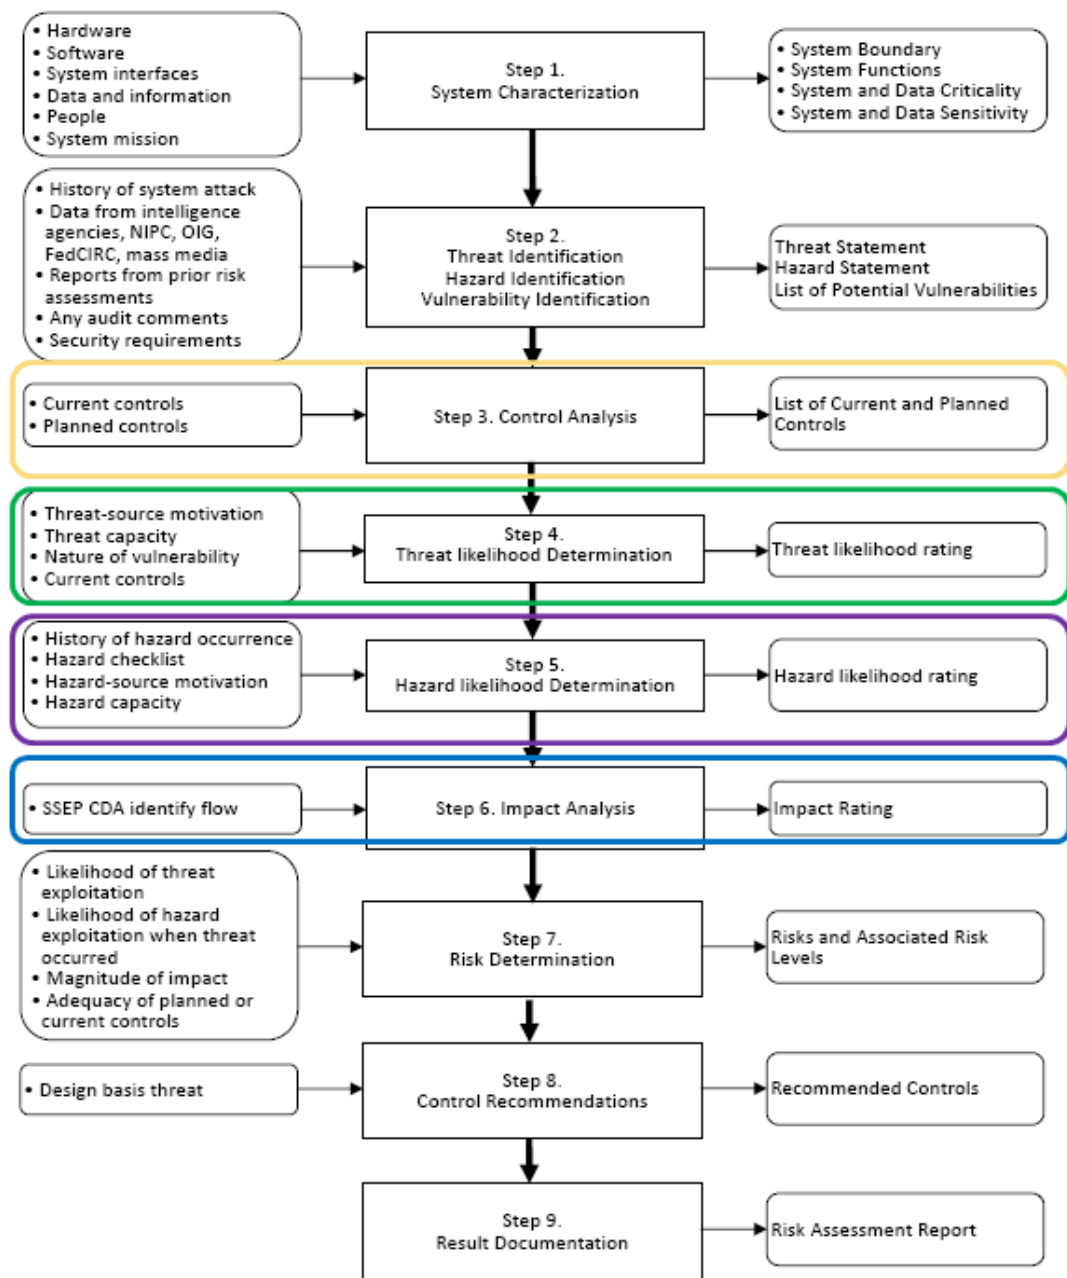 • Hardware
• Software
• System interfaces
• Data and information
• People
• System mission
Step 1.
System Characterization
• System Boundary
• System Functions
• System and Data Criticality
• System and Data Sensitivity
• History of system attack
• Data from intelligence
agencies, NIPC, OIG,
FedCIRC, mass media
• Reports from prior risk
assessments
• Any audit comments
• Security requirements
Step 2.
Threat Identification
Hazard Identification
Vulnerability Identification
Threat Statement
Hazard Statement
List of Potential Vulnerabilities
• Current controls
• Planned controls
Step 3. Control Analysis
List of Current and Planned
Controls
• Threat-source motivation
• Threat capacity
• Nature of vulnerability
• Current controls
Step 4.
Threat likelihood Determination
Threat likelihood rating
• History of hazard occurrence
• Hazard checklist
• Hazard-source motivation
• Hazard capacity
Step 5.
Hazard likelihood Determination
Hazard likelihood rating
• SSEP CDA identify flow
Step 6. Impact Analysis
Impact Rating
• Likelihood of threat
exploitation
• Likelihood of hazard
exploitation when threat
occurred
• Magnitude of impact
• Adequacy of planned or
current controls
Step 7.
Risk Determination
Risks and Associated Risk
Levels
• Design basis threat
Step 8.
Control Recommendations
Recommended Controls
Step 9.
Result Documentation
Risk Assessment Report